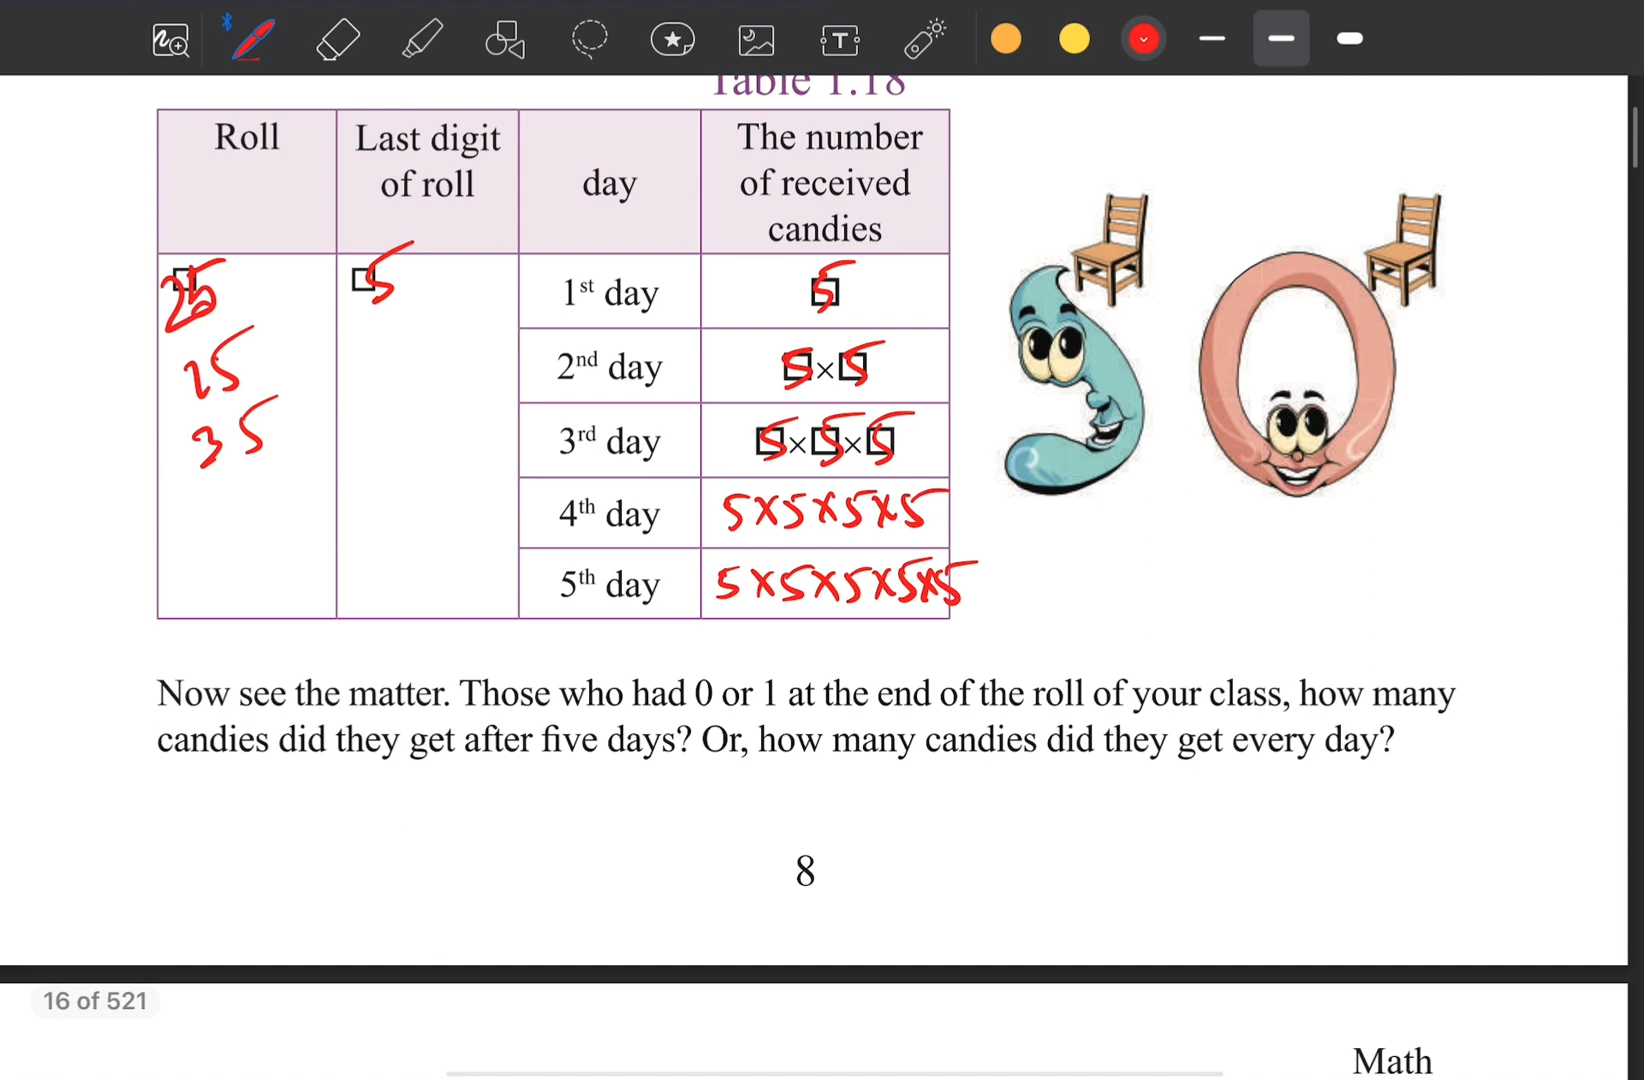 Table 1.18
Roll
Last digit
of roll
day
The number
of received
candies
25
5
1st day
5
25
2nd day
5×5
35
3rd day
5×5×5
4th day
5×5×5×5
5th day
5×5×5×5×5
Now see the matter. Those who had 0 or 1 at the end of the roll of your class, how many
candies did they get after five days? Or, how many candies did they get every day?
8
16 of 521
Math